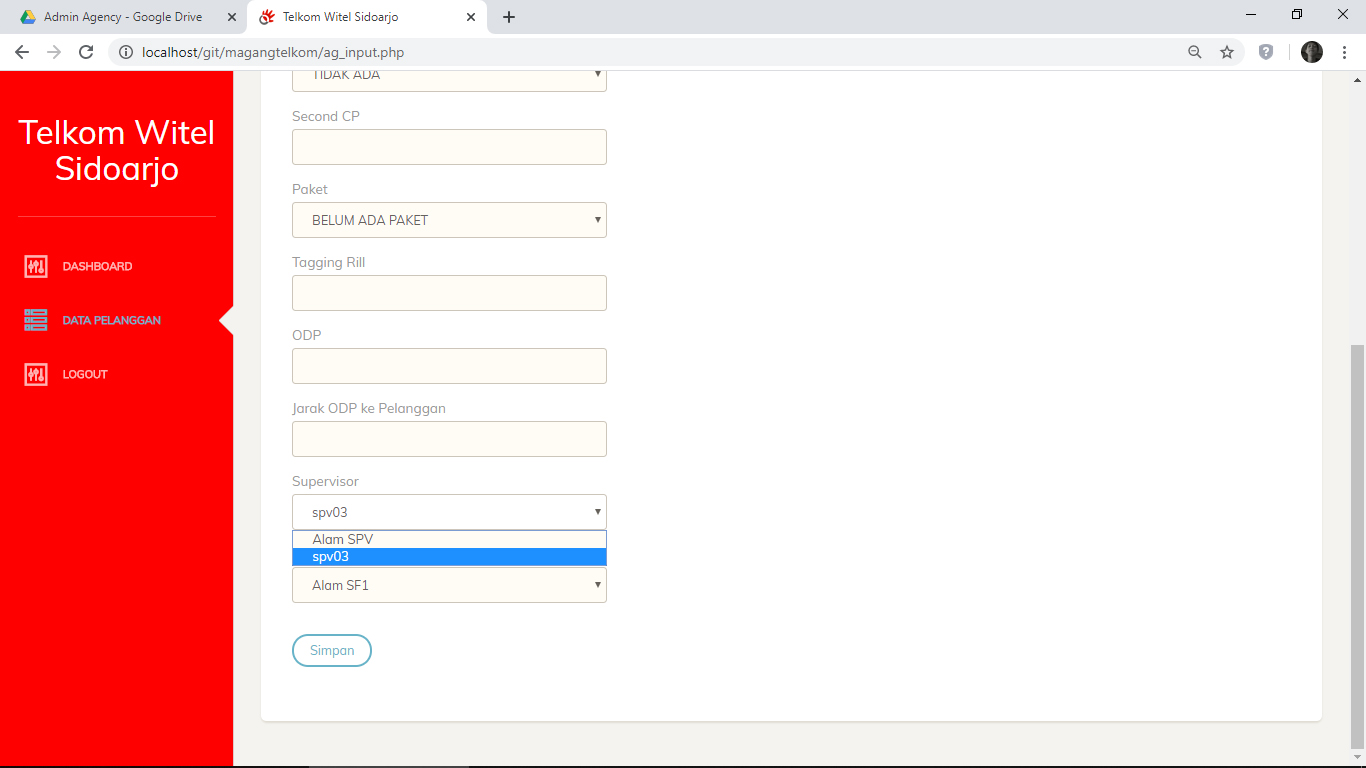 Admin Agency - Google Drive
Telkom Witel Sidoarjo
localhost/git/magangtelkom/ag_input.php
Telkom Witel
Sidoarjo
DASHBOARD
DATA PELANGGAN
LOGOUT
TIDAK ADA
Second CP
Paket
BELUM ADA PAKET
Tagging Rill
ODP
Jarak ODP ke Pelanggan
Supervisor
spv03
Alam SPV
spv03
Alam SF1
Simpan